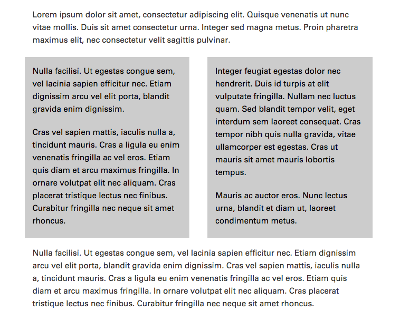 Lorem ipsum dolor sit amet, consectetur adipiscing elit. Quisque venenatis ut nunc
vitae mollis. Duis sit amet consectetur urna. Integer sed magna metus. Proin pharetra
maximus elit, nec consectetur velit sagittis pulvinar.
Nulla facilisi. Ut egestas congue sem,
vel lacinia sapien efficitur nec. Etiam
dignissim arcu vel elit porta, blandit
gravida enim dignissim.
Cras vel sapien mattis, iaculis nulla a,
tincidunt mauris. Cras a ligula eu enim
venenatis fringilla ac vel eros. Etiam
quis diam et arcu maximus fringilla. In
ornare volutpat elit nec aliquam. Cras
placerat tristique lectus nec finibus.
Curabitur fringilla nec neque sit amet
rhoncus.
Integer feugiat egestas dolor nec
hendrerit. Duis id turpis at elit
vulputate fringilla. Nullam nec luctus
quam. Sed blandit tempor velit, eget
interdum sem laoreet consequat. Cras
tempor nibh quis nulla gravida, vitae
ullamcorper est egestas. Cras ut
mauris sit amet mauris lobortis
tempus.
Mauris ac auctor eros. Nunc lectus
urna, blandit et diam ut, laoreet
condimentum metus.
Nulla facilisi. Ut egestas congue sem, vel lacinia sapien efficitur nec. Etiam dignissim
arcu vel elit porta, blandit gravida enim dignissim. Cras vel sapien mattis, iaculis nulla
a, tincidunt mauris. Cras a ligula eu enim venenatis fringilla ac vel eros. Etiam quis
diam et arcu maximus fringilla. In ornare volutpat elit nec aliquam. Cras placerat
tristique lectus nec finibus. Curabitur fringilla nec neque sit amet rhoncus.